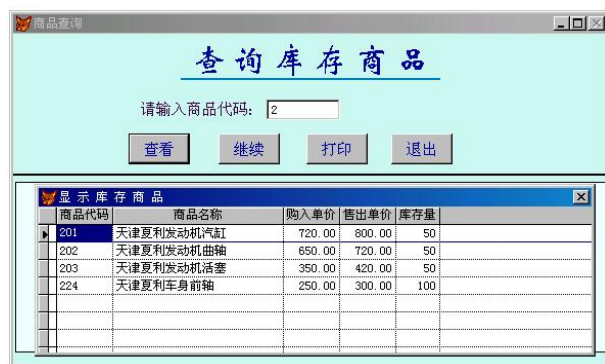 商品查询
查询库存商品
请输入商品代码: 2
查看 继续 打印 退出
显示库存商品
商品代码 商品名称 购入单价 售出单价 库存量
201 天津夏利发动机汽缸 720.00 800.00 50
202 天津夏利发动机曲轴 650.00 720.00 50
203 天津夏利发动机活塞 350.00 420.00 50
224 天津夏利车身前轴 250.00 300.00 100